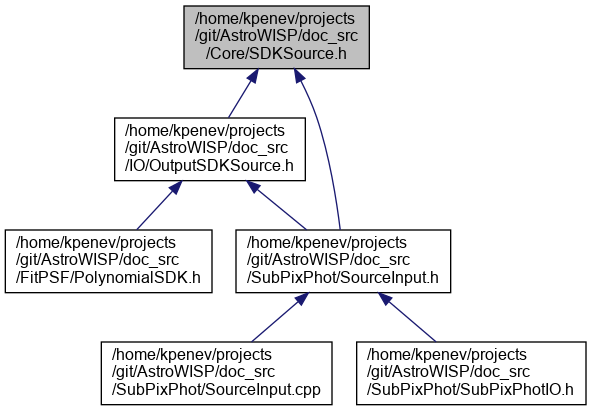 /home/kpenev/projects
/git/AstroWISP/doc_src
/Core/SDKSource.h
/home/kpenev/projects
/git/AstroWISP/doc_src
/IO/OutputSDKSource.h
/home/kpenev/projects
/git/AstroWISP/doc_src
/FitPSF/PolynomialSDK.h
/home/kpenev/projects
/git/AstroWISP/doc_src
/SubPixPhot/SourceInput.h
/home/kpenev/projects
/git/AstroWISP/doc_src
/SubPixPhot/SourceInput.cpp
/home/kpenev/projects
/git/AstroWISP/doc_src
/SubPixPhot/SubPixPhotIO.h